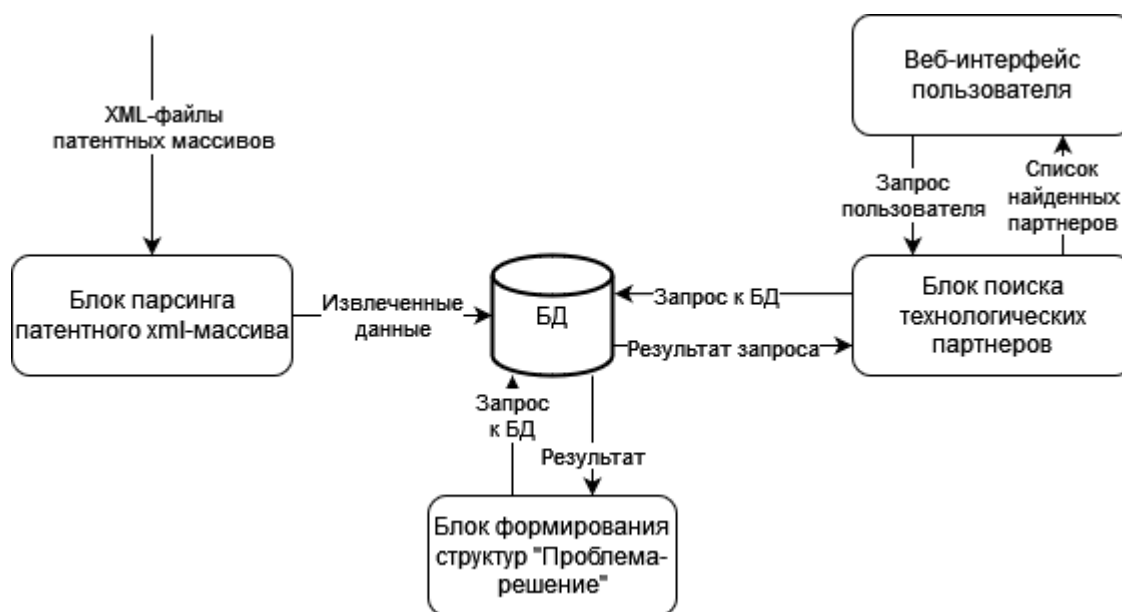 XML-файлы
патентных массивов
Веб-интерфейс
пользователя
Запрос
пользователя
Список
найденных
партнеров
Блок парсинга
патентного xml-массива
Извлеченные
данные
БД
Запрос к БД
Результат запроса
Блок поиска
технологических
партнеров
Запрос
к БД
Результат
Блок формирования
структур "Проблема-
решение"